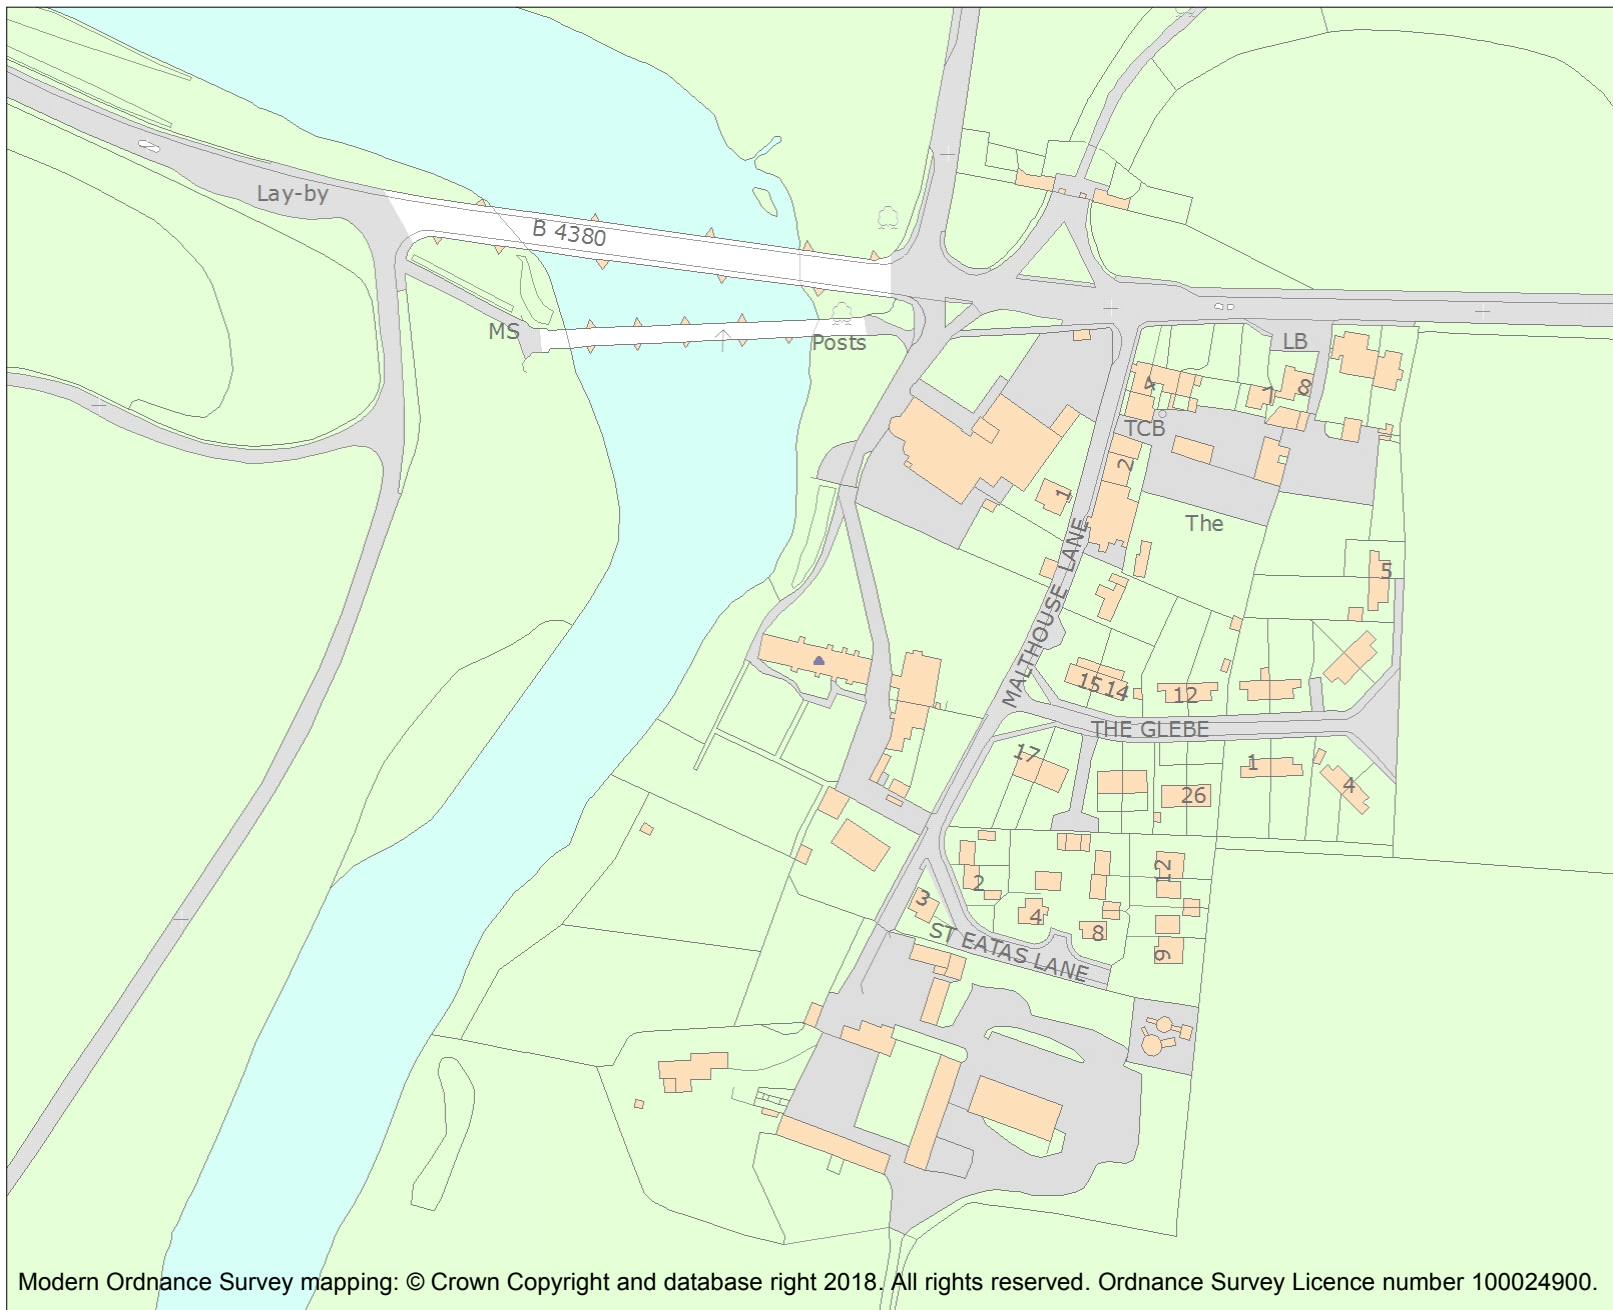 Lay-by
B 4380
MS
Posts
LB
4
7
8
TCB
2
1
The
MALTHOUSE LANE
5
15
14
12
THE GLEBE
17
1
4
26
12
2
3
4
8
9
ST EATAS LANE
Modern Ordnance Survey mapping: © Crown Copyright and database right 2018. All rights reserved. Ordnance Survey Licence number 100024900.